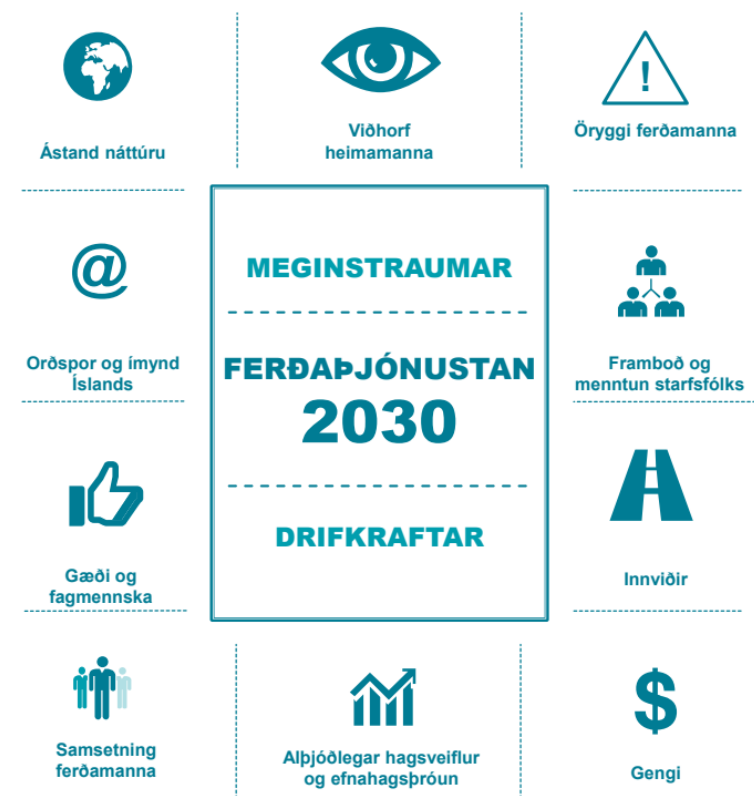 Ástand náttúru
Viðhorf
heimamanna
!
Öryggi ferðamanna
@
Orðspor og ímynd
Íslands
MEGINSTRAUMAR
FERÐAÞJÓNUSTAN
2030
DRIFKRAFTAR
Framboð og
menntun starfsfólks
Gæði og
fagmennska
Innviðir
Samsetning
ferðamanna
Alþjóðlegar hagsveiflur
og efnahagsþróun
$
Gengi